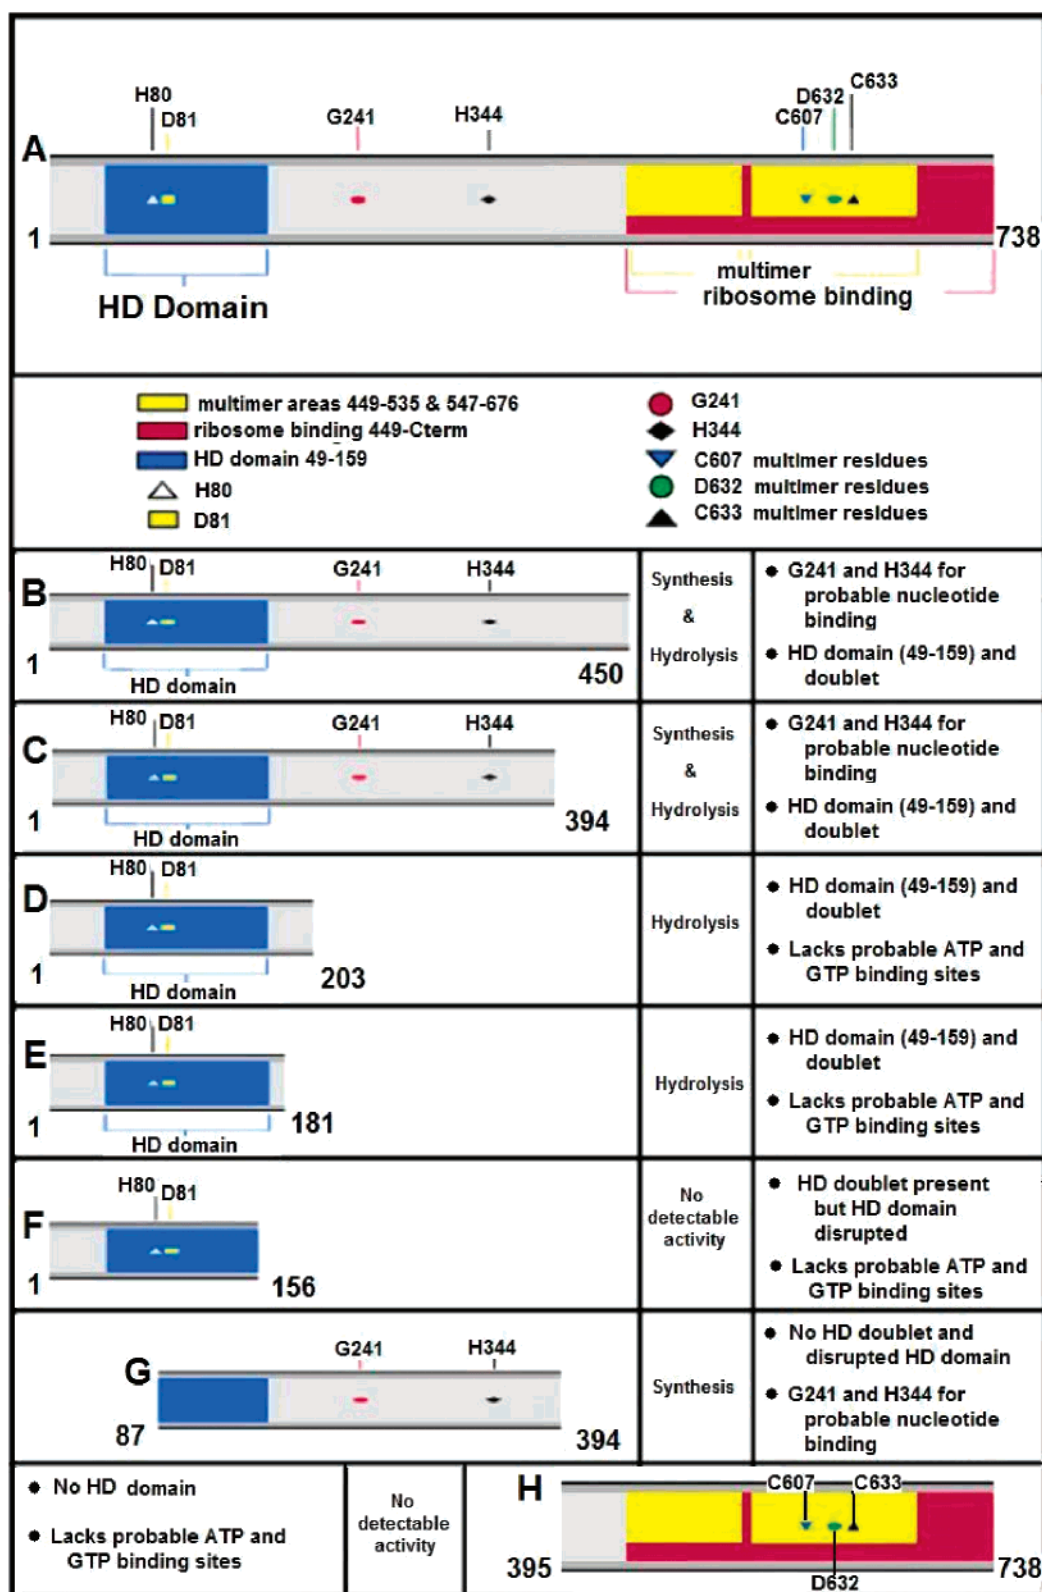 H80
D81
G241
H344
C607
D632
C633
A
1
738
HD Domain
multimer
ribosome binding
multimer areas 449-535 & 547-676
ribosome binding 449-Cterm
HD domain 49-159
H80
D81
G241
H344
C607 multimer residues
D632 multimer residues
C633 multimer residues
B
H80
D81
G241
H344
1
450
HD domain
Synthesis
&
Hydrolysis
● G241 and H344 for
probable nucleotide
binding
● HD domain (49-159) and
doublet
C
H80
D81
G241
H344
1
394
HD domain
Synthesis
&
Hydrolysis
● G241 and H344 for
probable nucleotide
binding
● HD domain (49-159) and
doublet
D
H80
D81
1
203
HD domain
Hydrolysis
● HD domain (49-159) and
doublet
● Lacks probable ATP and
GTP binding sites
E
H80
D81
1
181
HD domain
Hydrolysis
● HD domain (49-159) and
doublet
● Lacks probable ATP and
GTP binding sites
F
H80
D81
1
156
No
detectable
activity
● HD doublet present
but HD domain
disrupted
● Lacks probable ATP and
GTP binding sites
G
G241
H344
87
394
Synthesis
● No HD doublet and
disrupted HD domain
● G241 and H344 for
probable nucleotide
binding
● No HD domain
● Lacks probable ATP and
GTP binding sites
No
detectable
activity
H
C607
C633
395
738
D632